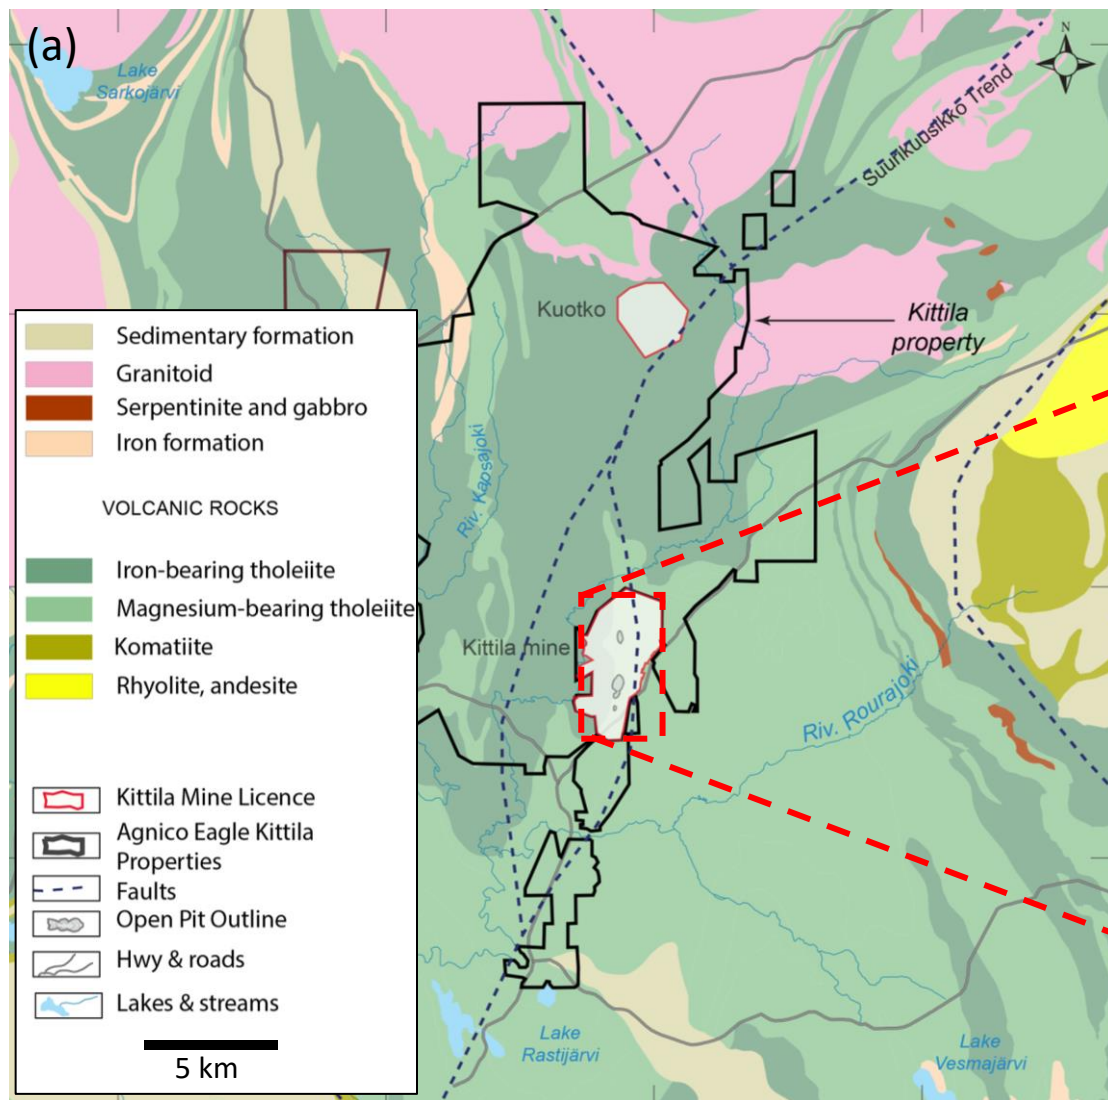 (a)
Lake
Sarkojärvi
N
Suurikuusikko Trend
Kuotko
Kittila
property
Riv. Kapsajoki
Kittila mine
Riv. Rourajoki
Lake
Rastijärvi
Lake
Vesmajärvi
Sedimentary formation
Granitoid
Serpentinite and gabbro
Iron formation
VOLCANIC ROCKS
Iron-bearing tholeiite
Magnesium-bearing tholeiite
Komatiite
Rhyolite, andesite
Kittila Mine Licence
Agnico Eagle Kittila
Properties
Faults
Open Pit Outline
Hwy & roads
Lakes & streams
5 km